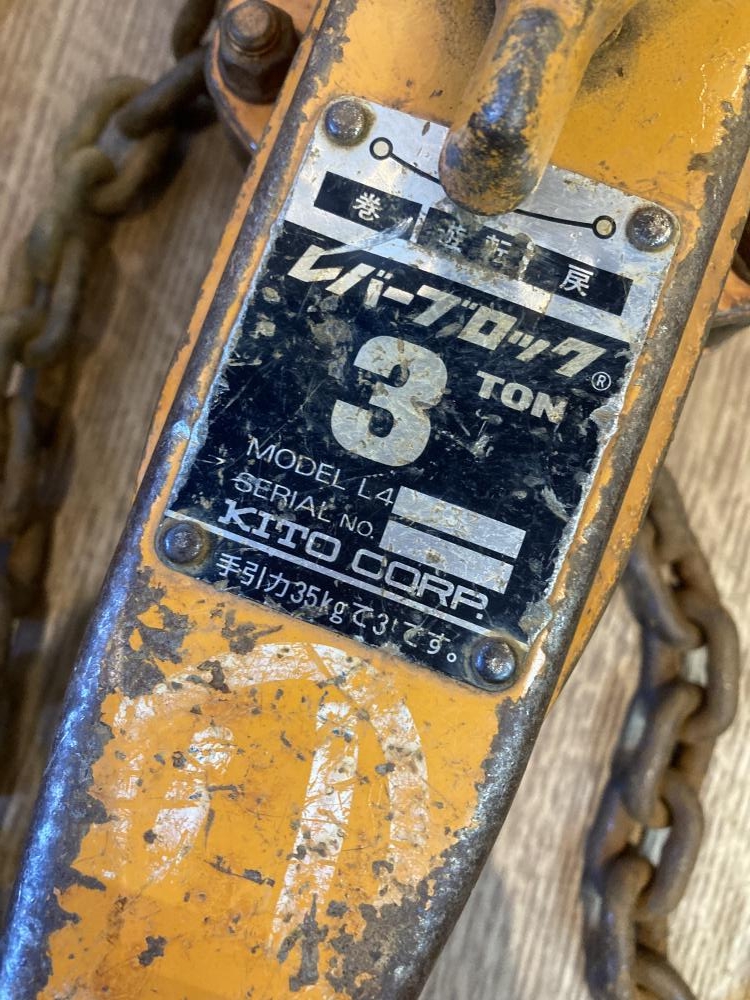 巻 遊転 戻
レバーブロック®
3 TON
MODEL L4
SERIAL NO.
KITO CORP.
手引力35kgで3tです。